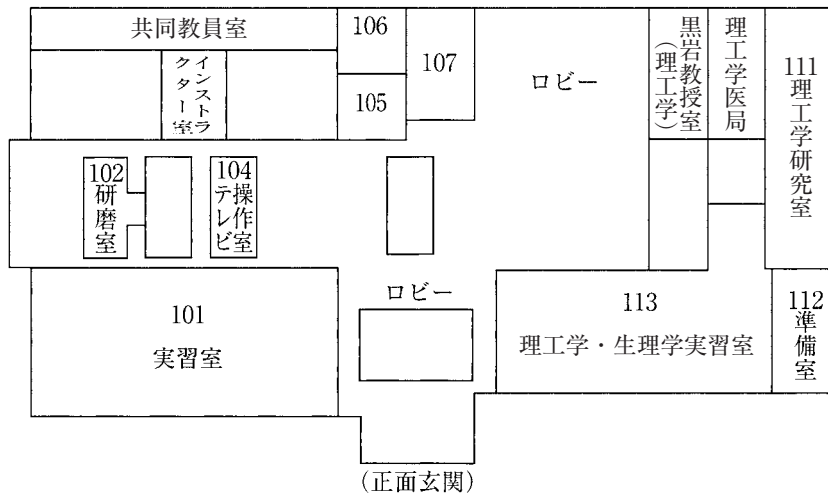 共同教員室
インストラ
クター室
106
105
107
ロビー
黒岩教授室
(理工学)
理工学医局
111
理工学研究室
102
研磨室
104
操作室
テレビ
101
実習室
ロビー
113
理工学・生理学実習室
112
準備室
(正面玄関)